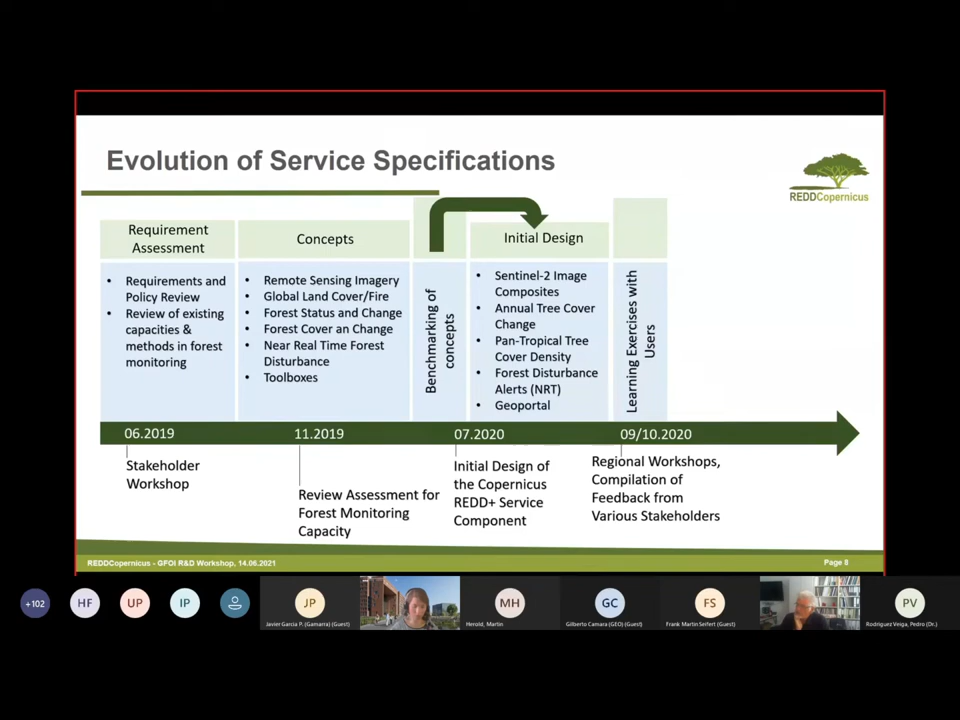 Evolution of Service Specifications
REDDCopernicus
Requirement
Assessment
Concepts
Initial Design
• Requirements and
Policy Review
• Review of existing
capacities &
methods in forest
monitoring
• Remote Sensing Imagery
• Global Land Cover/Fire
• Forest Status and Change
• Forest Cover an Change
• Near Real Time Forest
Disturbance
• Toolboxes
Benchmarking of
concepts
• Sentinel-2 Image
Composites
• Annual Tree Cover
Change
• Pan-Tropical Tree
Cover Density
• Forest Disturbance
Alerts (NRT)
• Geoportal
Learning Exercises with
Users
06.2019
11.2019
07.2020
09/10.2020
Stakeholder
Workshop
Review Assessment for
Forest Monitoring
Capacity
Initial Design of
the Copernicus
REDD+ Service
Component
Regional Workshops,
Compilation of
Feedback from
Various Stakeholders
REDDCopernicus - GFOI R&D Workshop, 14.06.2021
Page 8
+102
HF
UP
IP
JP
Javier Garcia P. (Gamarra) (Guest)
MH
Herold, Martin
GC
Gilberto Camara (GEO) (Guest)
FS
Frank Martin Seifert (Guest)
PV
Rodriguez Veiga, Pedro (Dr.)